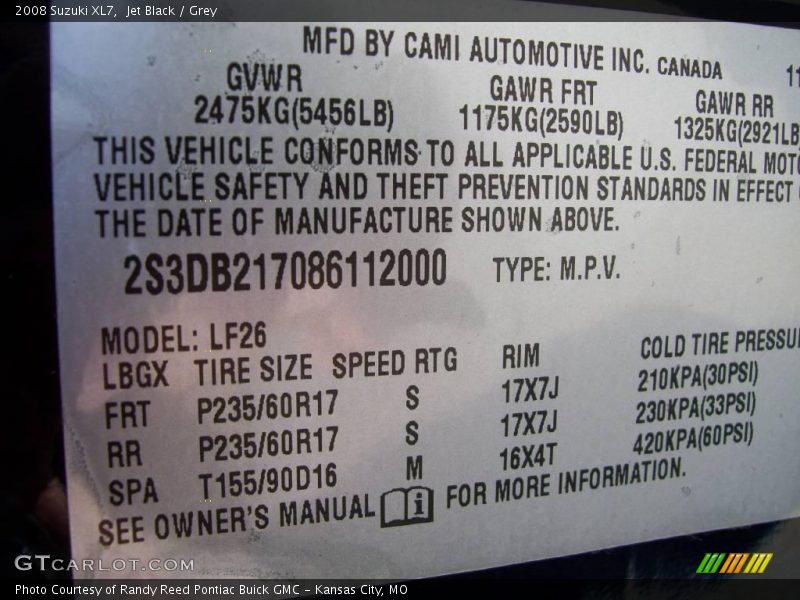 2008 Suzuki XL7, Jet Black / Grey
MFD BY CAMI AUTOMOTIVE INC. CANADA 11
GVWR GAWR FRT GAWR RR
2475KG(5456LB) 1175KG(2590LB) 1325KG(2921LB
THIS VEHICLE CONFORMS TO ALL APPLICABLE U.S. FEDERAL MOTO
VEHICLE SAFETY AND THEFT PREVENTION STANDARDS IN EFFECT
THE DATE OF MANUFACTURE SHOWN ABOVE.
2S3DB217086112000 TYPE: M.P.V.
MODEL: LF26
LBGX TIRE SIZE SPEED RTG RIM COLD TIRE PRESSU
FRT P235/60R17 S 17X7J 210KPA(30PSI)
RR P235/60R17 S 17X7J 230KPA(33PSI)
SPA T155/90D16 M 16X4T 420KPA(60PSI)
SEE OWNER'S MANUAL i FOR MORE INFORMATION.
GTcarlot.com
Photo Courtesy of Randy Reed Pontiac Buick GMC - Kansas City, MO